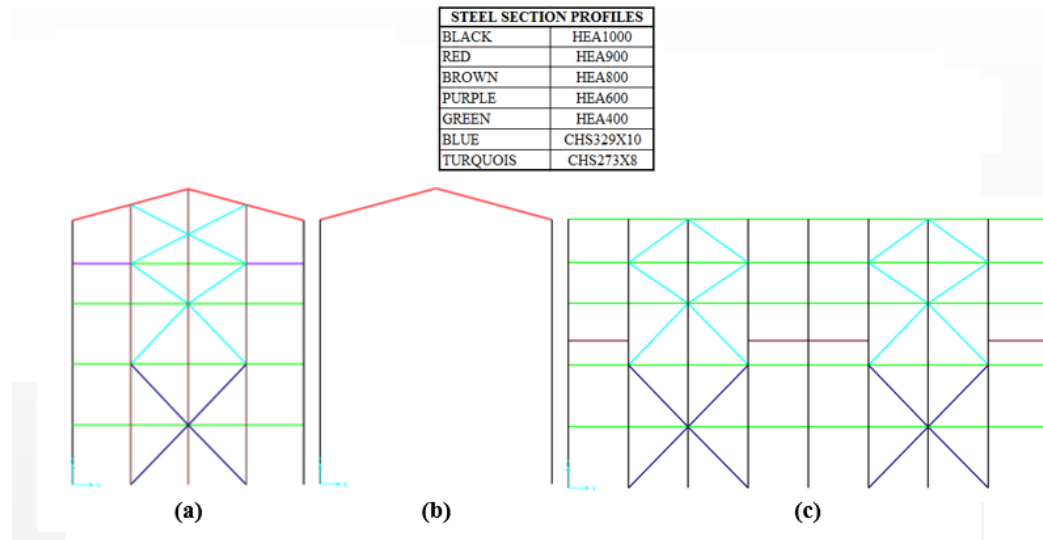 STEEL SECTION PROFILES
BLACK HEA1000
RED HEA900
BROWN HEA800
PURPLE HEA600
GREEN HEA400
BLUE CHS329X10
TURQUOIS CHS273X8
X X Y
(a) (b) (c)